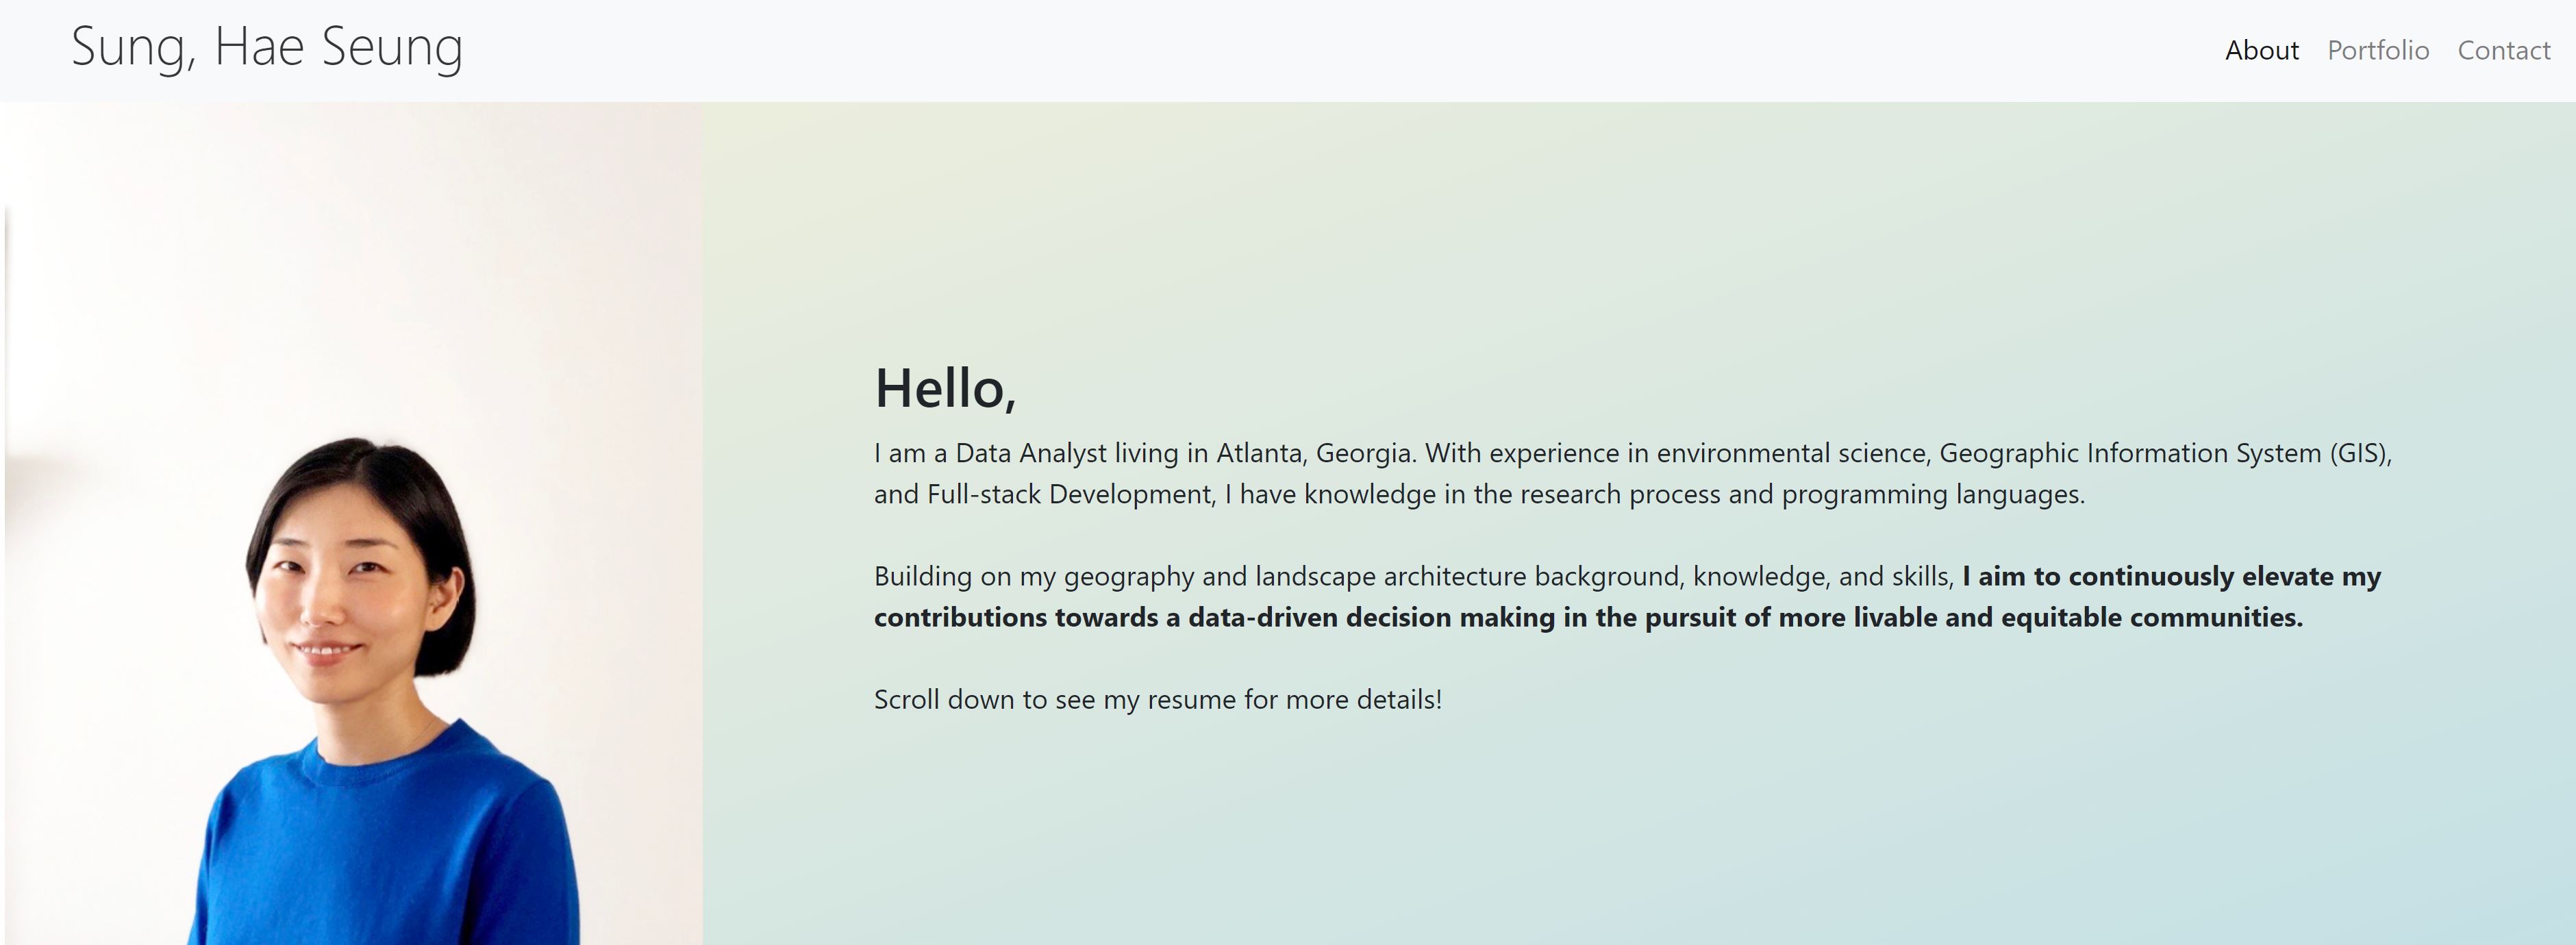 Sung, Hae Seung
About Portfolio Contact
Hello,
I am a Data Analyst living in Atlanta, Georgia. With experience in environmental science, Geographic Information System (GIS),
and Full-stack Development, I have knowledge in the research process and programming languages.
Building on my geography and landscape architecture background, knowledge, and skills, I aim to continuously elevate my
contributions towards a data-driven decision making in the pursuit of more livable and equitable communities.
Scroll down to see my resume for more details!